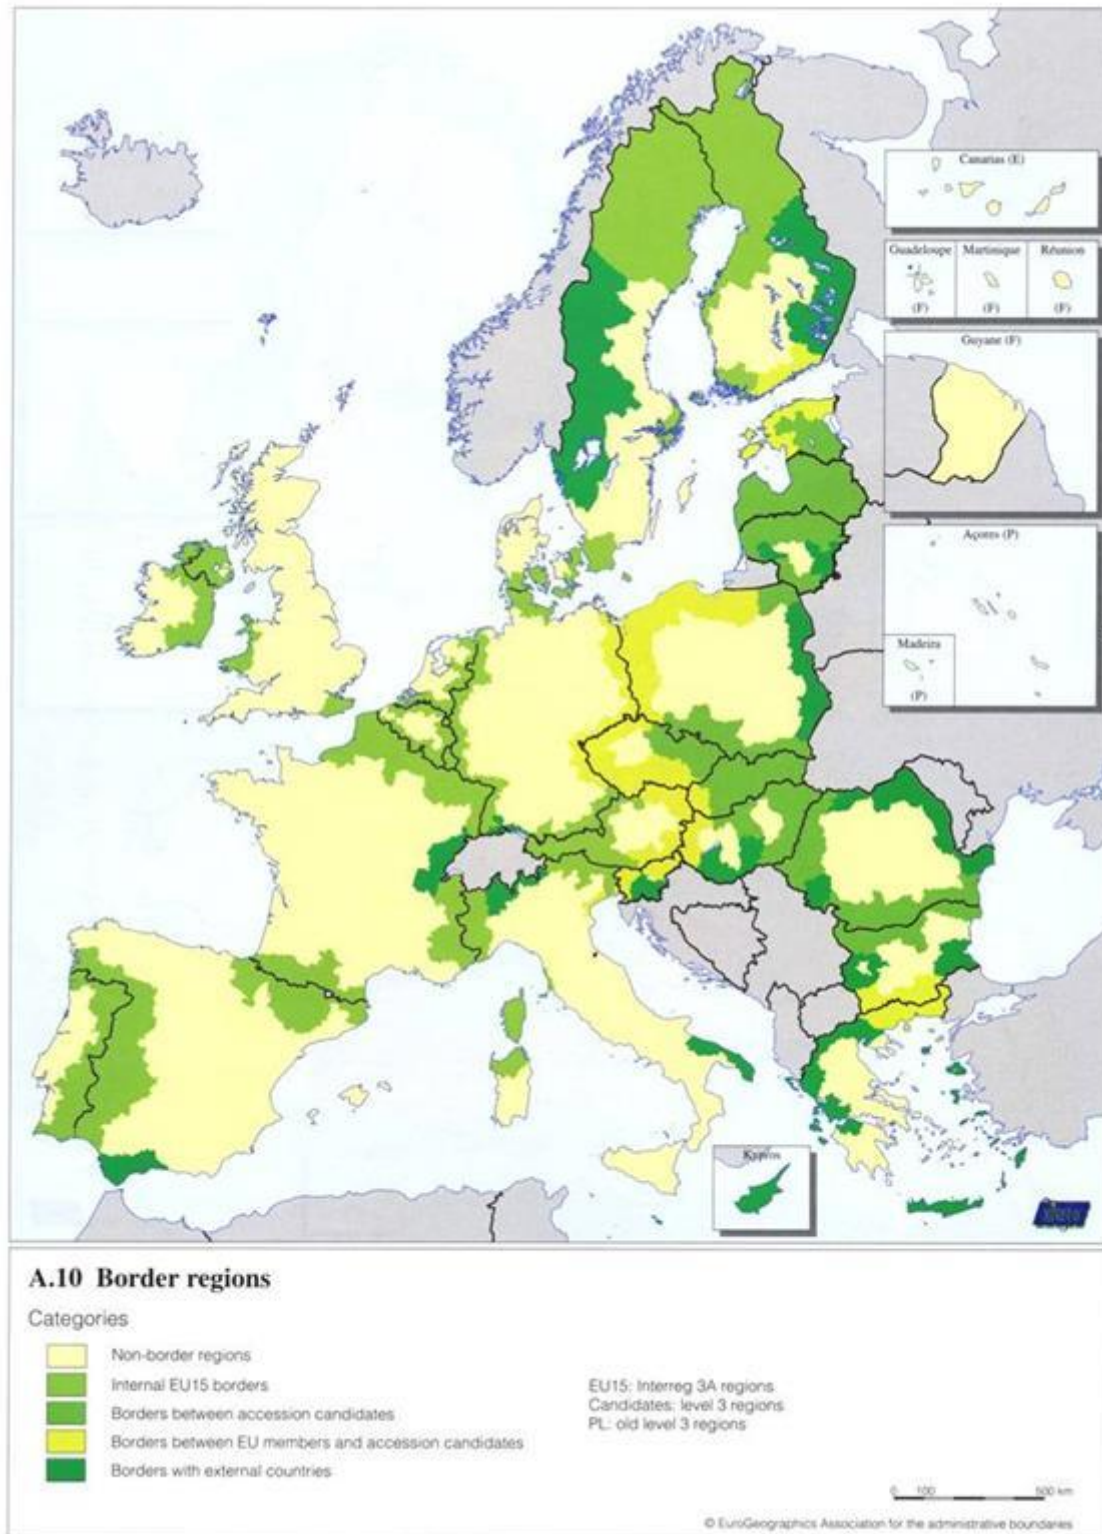 Canarias (E)
Guadeloupe
Martinique
Réunion
(F)
(F)
(F)
Guyane (F)
Açores (P)
Madeira
(P)
Kypros
A.10 Border regions
Categories
Non-border regions
Internal EU15 borders
Borders between accession candidates
Borders between EU members and accession candidates
Borders with external countries
EU15: Interreg 3A regions
Candidates: level 3 regions
PL: old level 3 regions
0 100 500 km
© EuroGeographics Association for the administrative boundaries